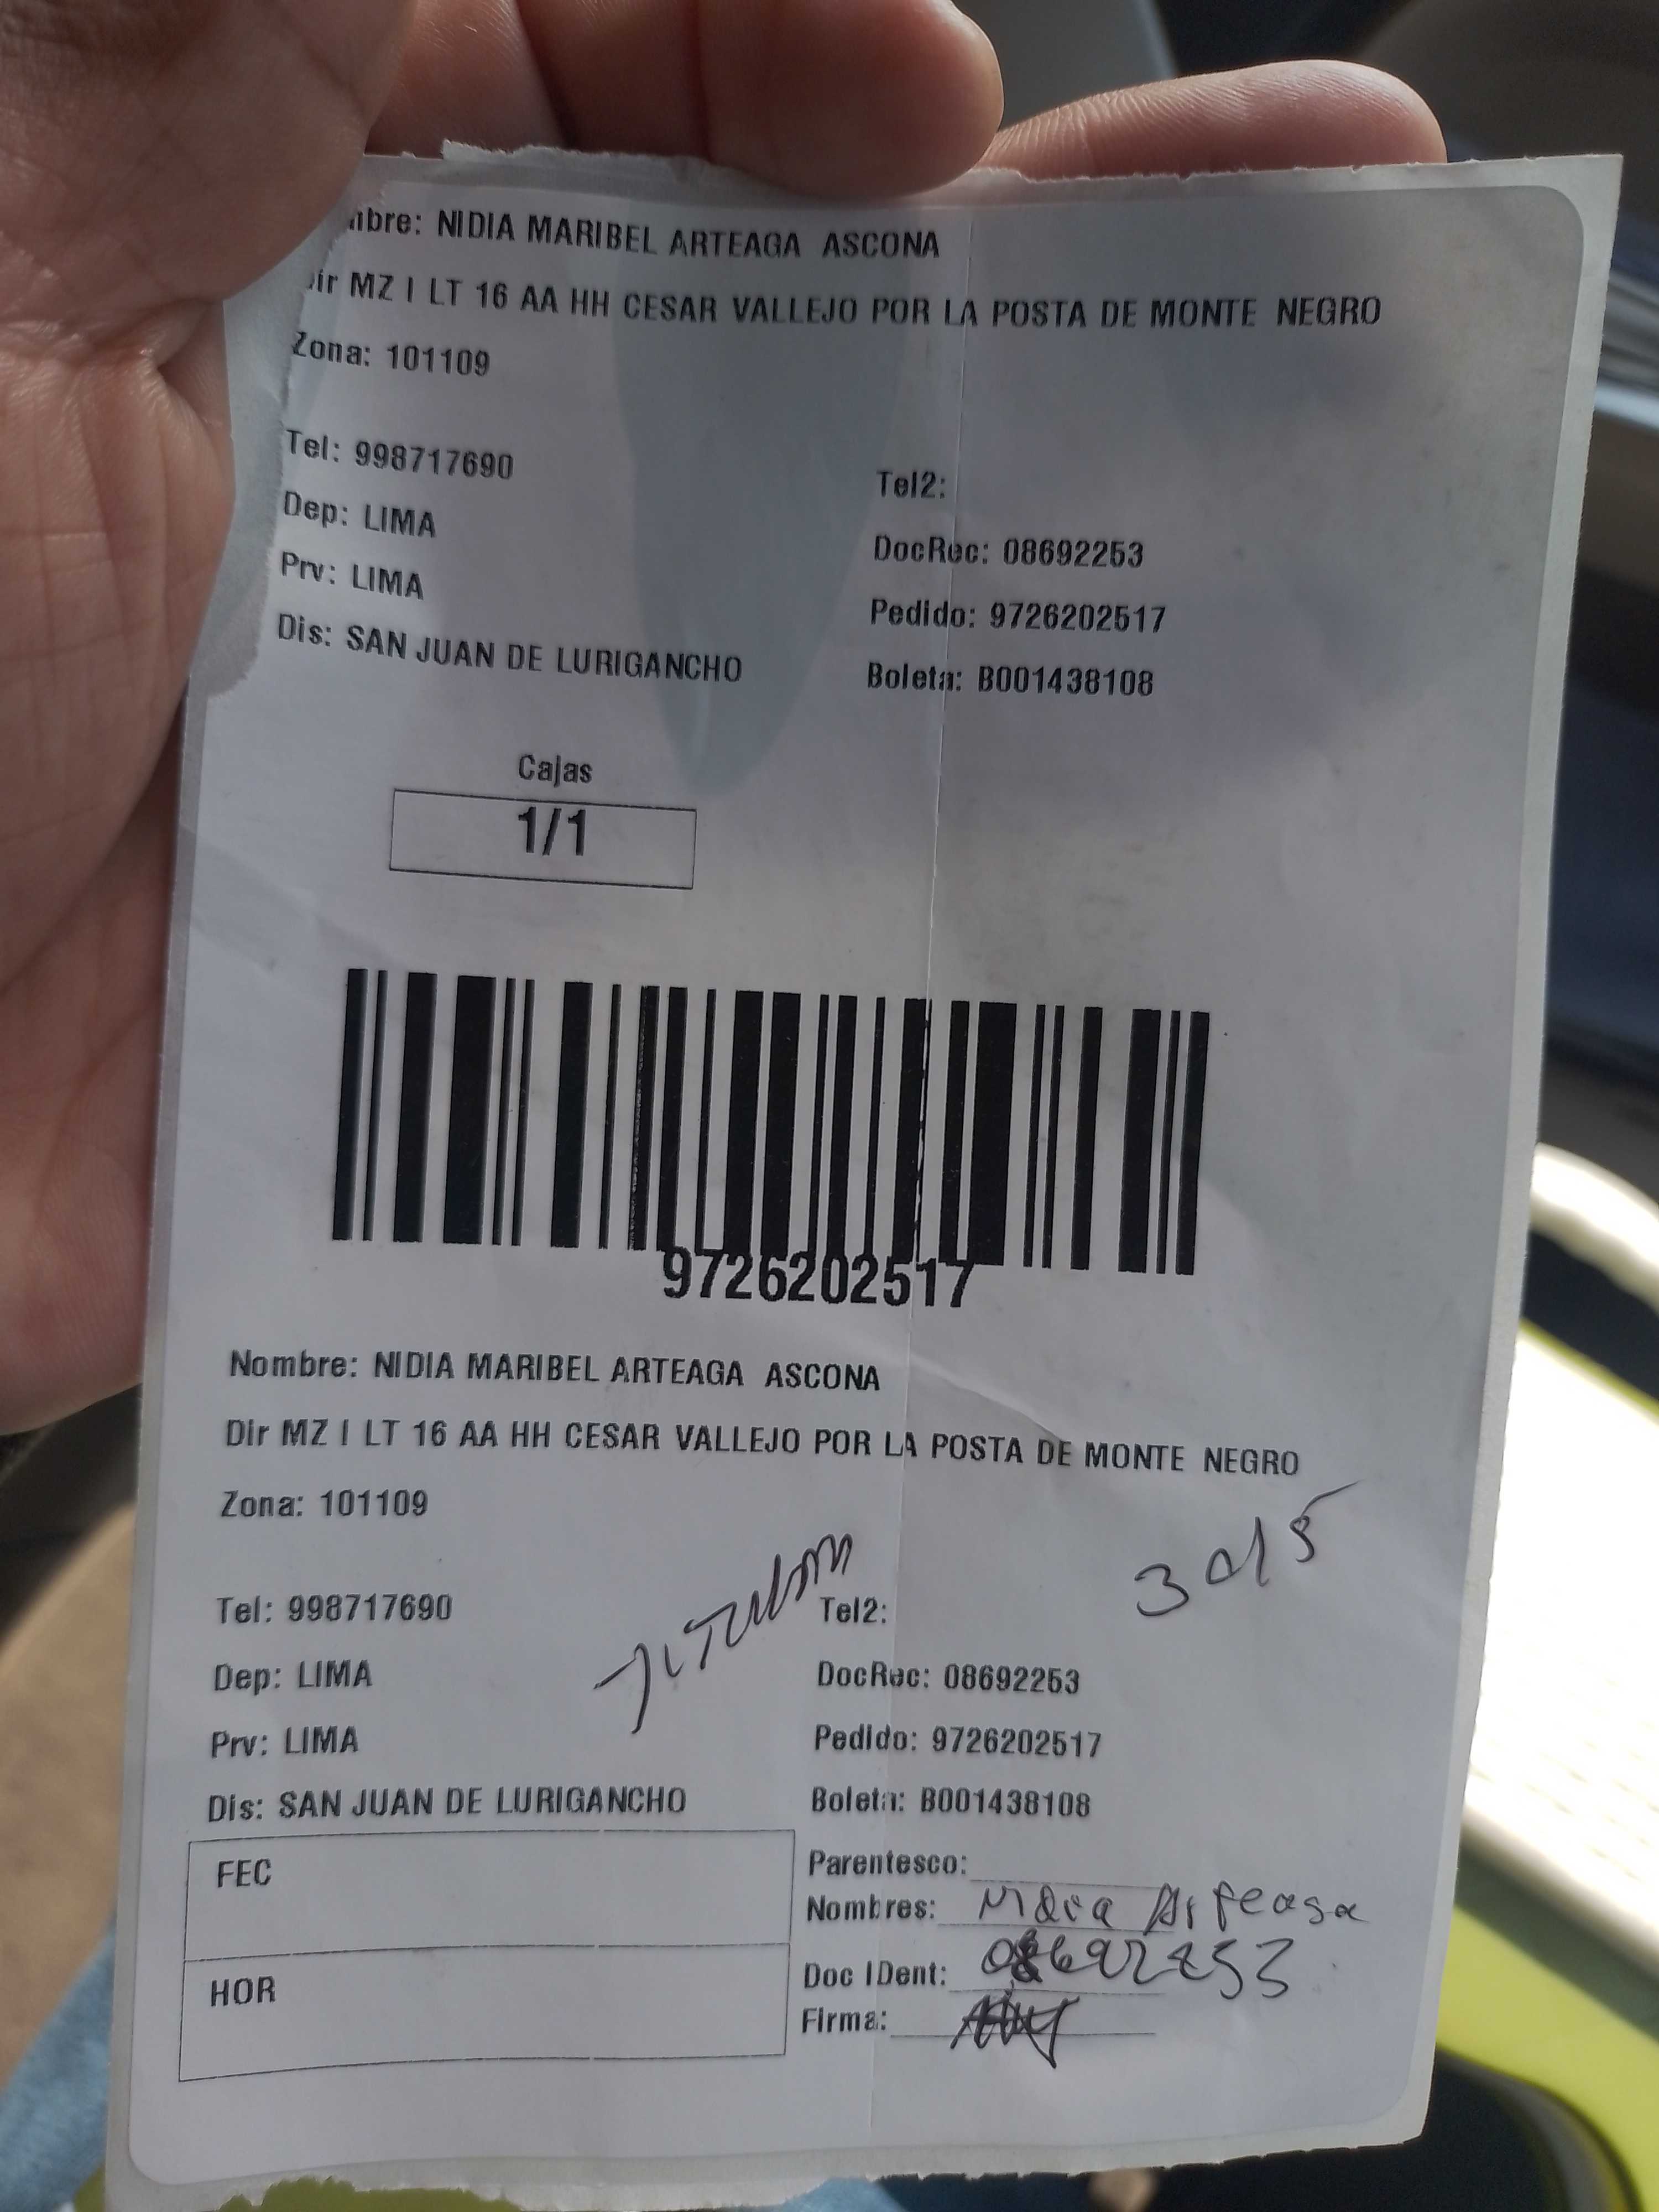 mbre: NIDIA MARIBEL ARTEAGA ASCONA
Dir MZ I LT 16 AA HH CESAR VALLEJO POR LA POSTA DE MONTE NEGRO
Zona: 101109
Tel: 998717690
Tel2:
Dep: LIMA
DocRec: 08692253
Prv: LIMA
Pedido: 9726202517
Dis: SAN JUAN DE LURIGANCHO
Boleta: B001438108
Cajas
1/1
9726202517
Nombre: NIDIA MARIBEL ARTEAGA ASCONA
Dir MZ I LT 16 AA HH CESAR VALLEJO POR LA POSTA DE MONTE NEGRO
Zona: 101109
Tel: 998717690
Tel2:
Dep: LIMA
DocRec: 08692253
Prv: LIMA
Pedido: 9726202517
Dis: SAN JUAN DE LURIGANCHO
Boleta: B001438108
FEC
Parentesco:
Nombres: Nidia Arteaga
HOR
Doc IDent: 08692253
Firma: